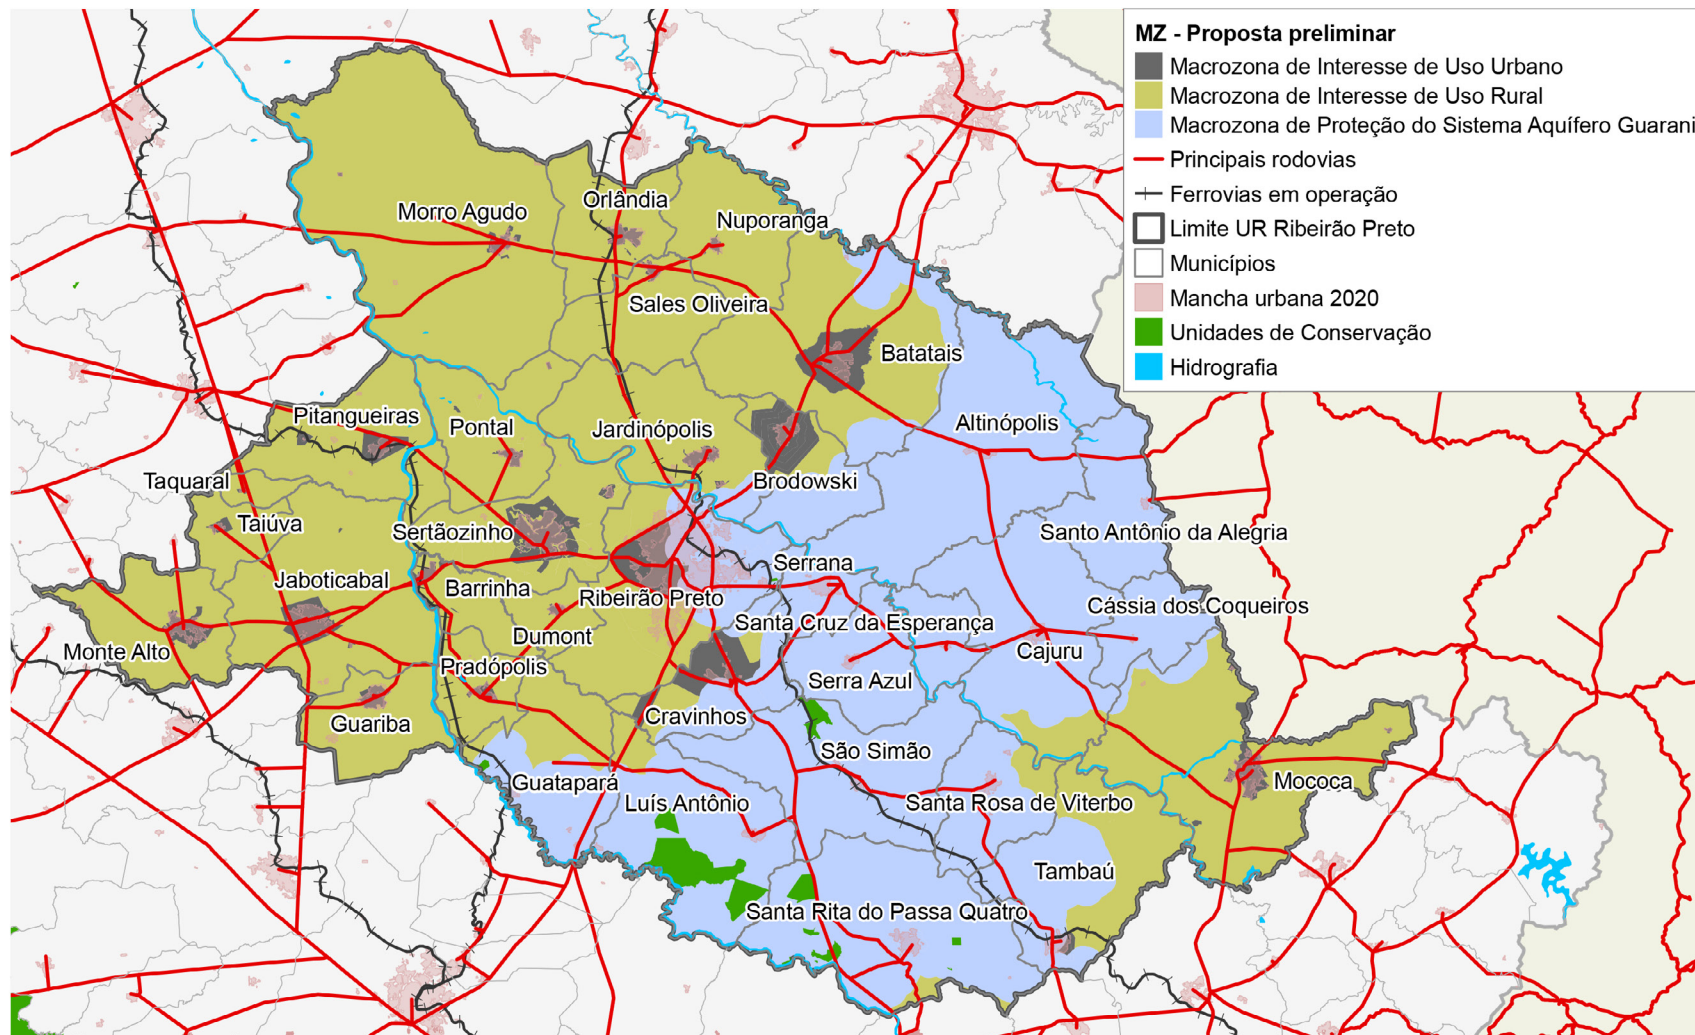 MZ - Proposta preliminar
Macrozona de Interesse de Uso Urbano
Macrozona de Interesse de Uso Rural
Macrozona de Proteção do Sistema Aquífero Guarani
Principais rodovias
Ferrovias em operação
Limite UR Ribeirão Preto
Municípios
Mancha urbana 2020
Unidades de Conservação
Hidrografia
Orlândia
Morro Agudo
Nuporanga
Sales Oliveira
Batatais
Pitangueiras
Pontal
Jardinópolis
Altinópolis
Taquaral
Brodowski
Taiúva
Sertãozinho
Santo Antônio da Alegria
Serrana
Jaboticabal
Barrinha
Ribeirão Preto
Cássia dos Coqueiros
Santa Cruz da Esperança
Dumont
Monte Alto
Cajuru
Pradópolis
Serra Azul
Guariba
Cravinhos
São Simão
Guatapará
Mococa
Luís Antônio
Santa Rosa de Viterbo
Tambaú
Santa Rita do Passa Quatro